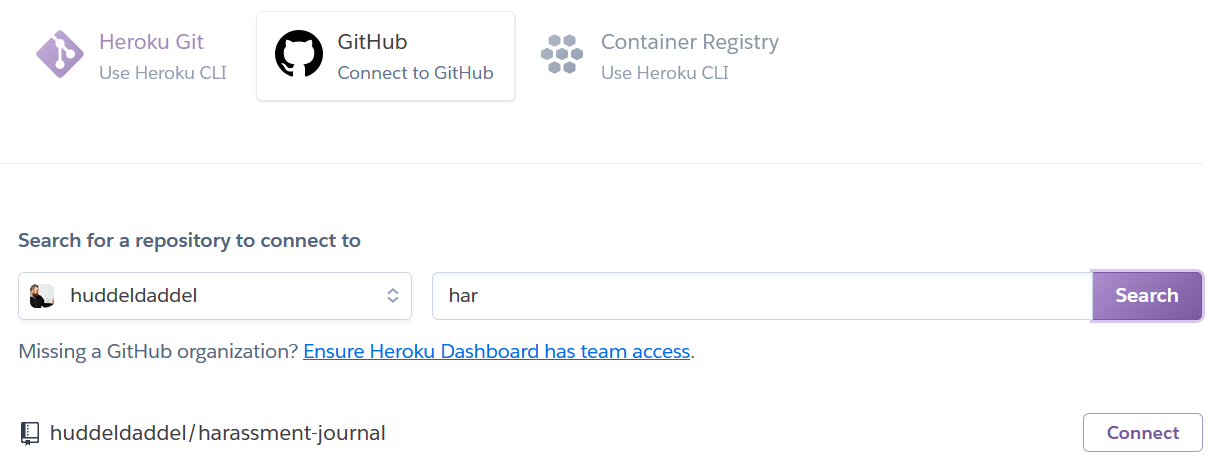 Heroku Git
Use Heroku CLI
GitHub
Connect to GitHub
Container Registry
Use Heroku CLI
Search for a repository to connect to
huddeldaddel
har
Search
Missing a GitHub organization? Ensure Heroku Dashboard has team access.
huddeldaddel/harassment-journal
Connect